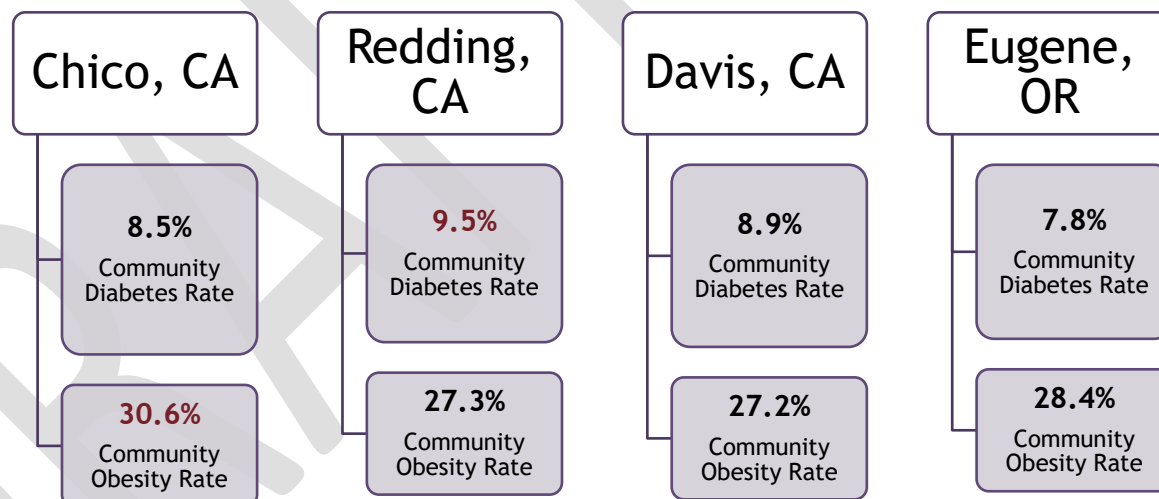 Chico, CA
8.5%
Community
Diabetes Rate
30.6%
Community
Obesity Rate
Redding,
CA
9.5%
Community
Diabetes Rate
27.3%
Community
Obesity Rate
Davis, CA
8.9%
Community
Diabetes Rate
27.2%
Community
Obesity Rate
Eugene,
OR
7.8%
Community
Diabetes Rate
28.4%
Community
Obesity Rate